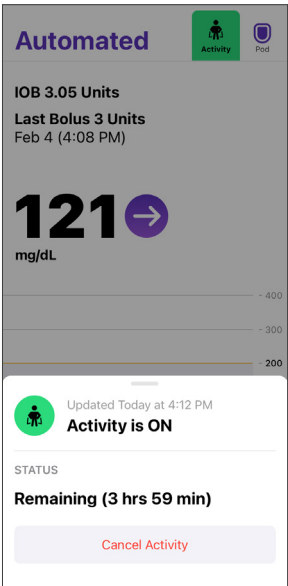 Automated
Activity
Pod
IOB 3.05 Units
Last Bolus 3 Units
Feb 4 (4:08 PM)
121
mg/dL
- 400
- 300
- 200
Updated Today at 4:12 PM
Activity is ON
STATUS
Remaining (3 hrs 59 min)
Cancel Activity